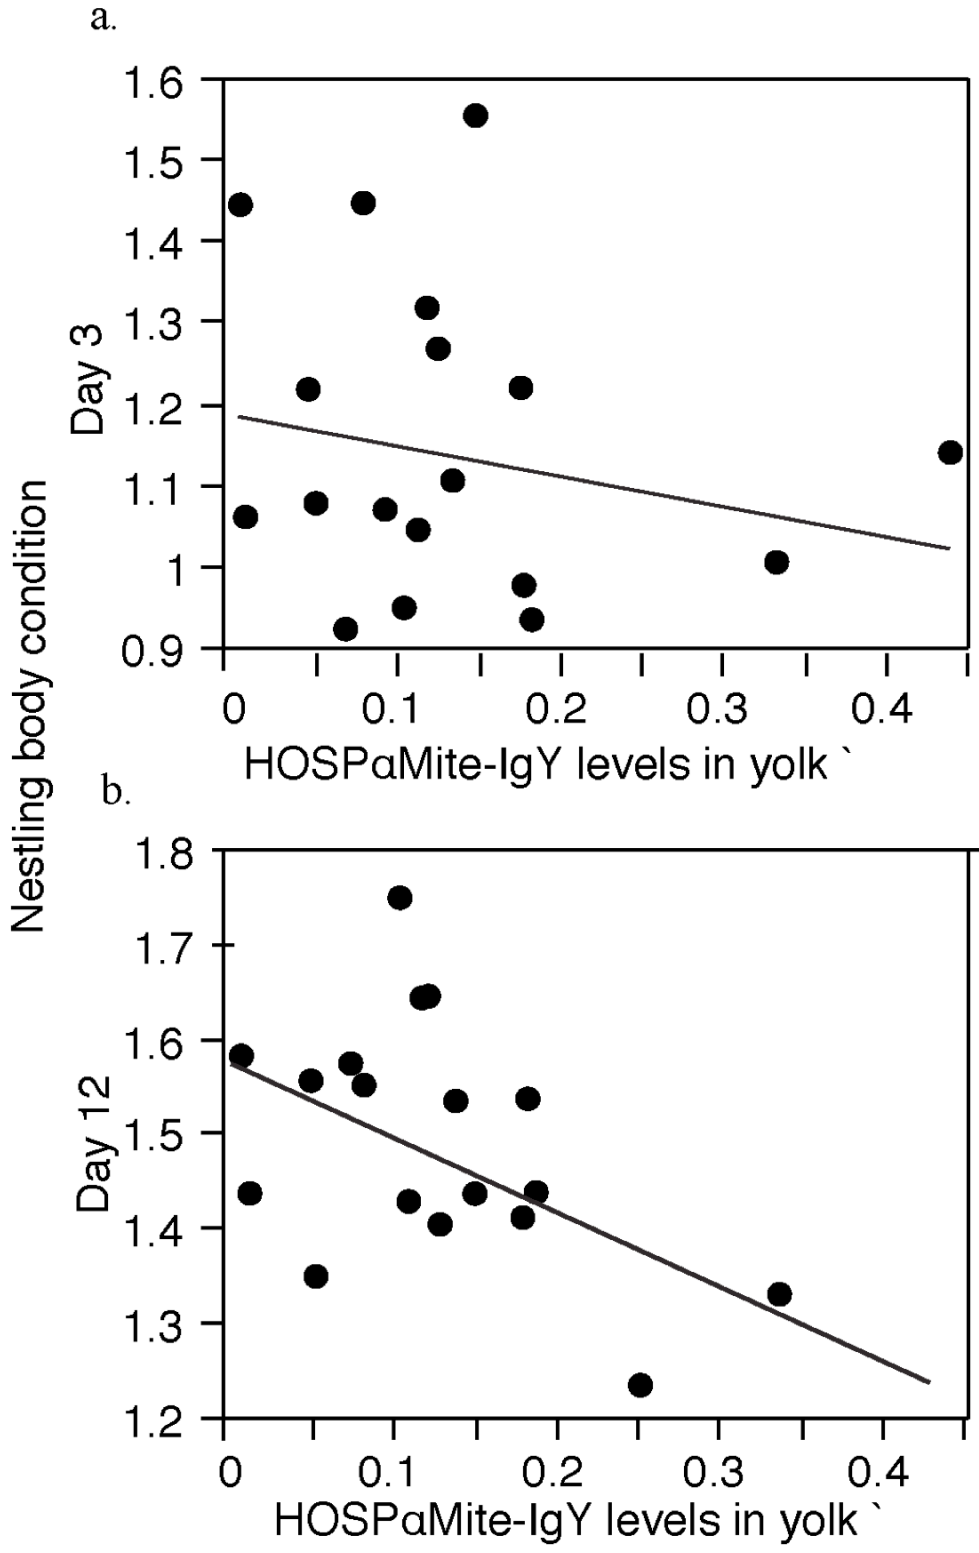 a.
1.6
1.5
1.4
1.3
1.2
1.1
1
0.9
Day 3
0 0.1 0.2 0.3 0.4
HOSPαMite-IgY levels in yolk `
Nestling body condition
b.
1.8
1.7
1.6
1.5
1.4
1.3
1.2
Day 12
0 0.1 0.2 0.3 0.4
HOSPαMite-IgY levels in yolk `